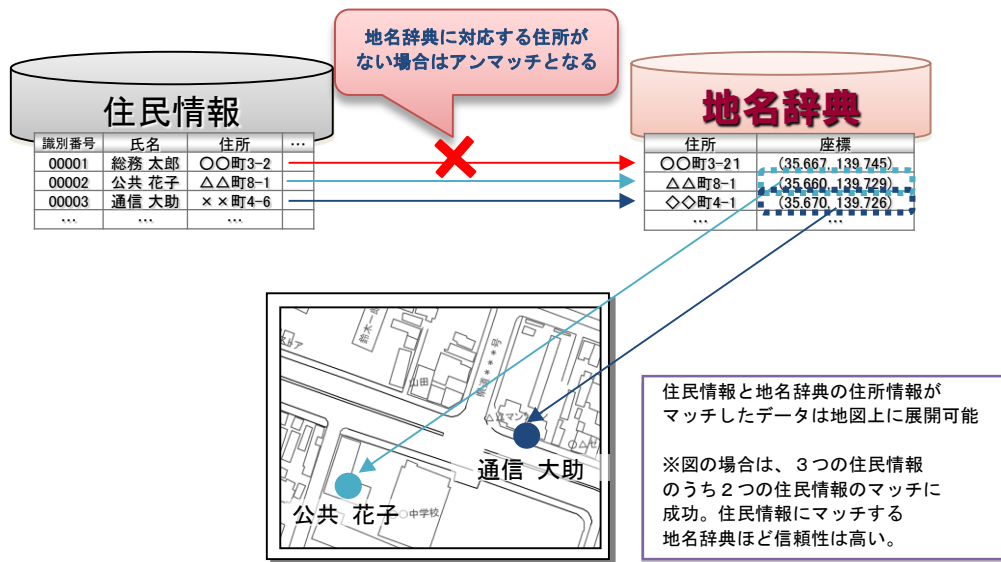 地名辞典に対応する住所が
ない場合はアンマッチとなる
住民情報
地名辞典
識別番号 氏名 住所 …
00001 総務 太郎 〇〇町3-2
00002 公共 花子 △△町8-1
00003 通信 大助 ××町4-6
… … …
住所 座標
〇〇町3-21 (35.667, 139.745)
△△町8-1 (35.660, 139.729)
◇◇町4-1 (35.670, 139.726)
… …
鈴木一
県道***号
山田
通信 大助
公共 花子
〇中学校
住民情報と地名辞典の住所情報が
マッチしたデータは地図上に展開可能
※図の場合は、３つの住民情報
のうち２つの住民情報のマッチに
成功。住民情報にマッチする
地名辞典ほど信頼性は高い。